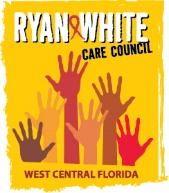 RYAN WHITE
CARE COUNCIL
WEST CENTRAL FLORIDA